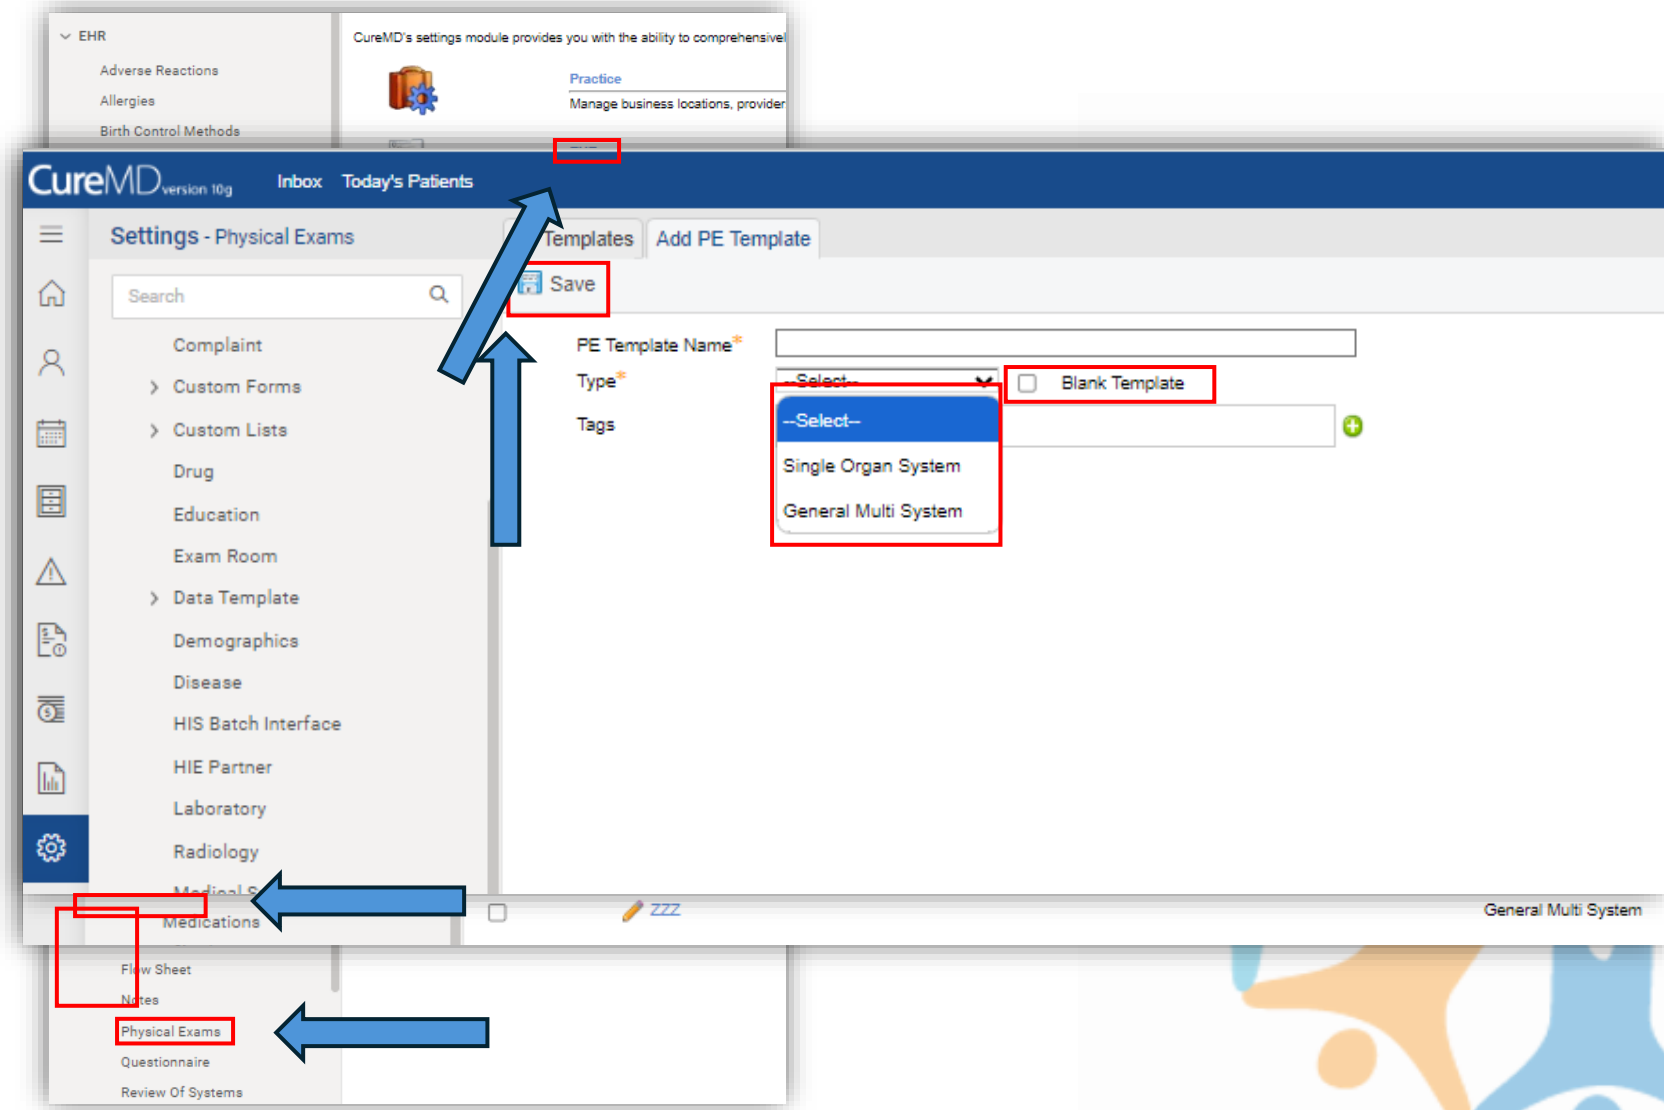 EHR
CureMD's settings module provides you with the ability to
Adverse Reactions
Practice
Allergies
Manage business locations,
Birth Control Methods
CureMD version 10g Inbox Today's Patients
Settings - Physical Exams
Templates Add PE Template
Search
Save
Complaint
PE Template Name*
Custom Forms
Type* --Select-- Blank Template
Custom Lists
Tags
--Select--
Single Organ System
General Multi System
Drug
Education
Exam Room
Data Template
Demographics
Disease
HIS Batch Interface
HIE Partner
Laboratory
Radiology
Medical
Medications
ZZZ General Multi System
Flow Sheet
Notes
Physical Exams
Questionnaire
Review Of Systems